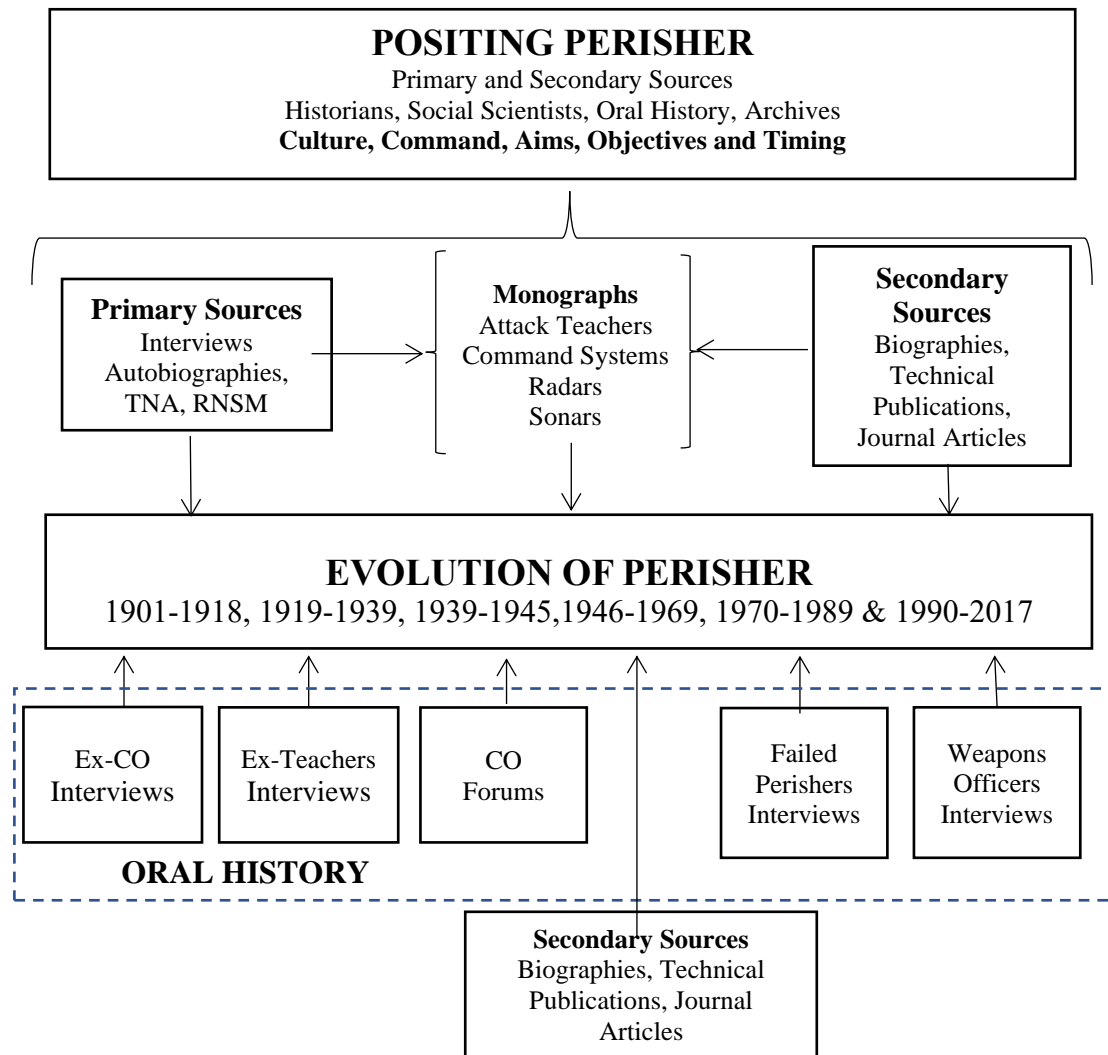 POSITING PERISHER
Primary and Secondary Sources
Historians, Social Scientists, Oral History, Archives
Culture, Command, Aims, Objectives and Timing
Primary Sources
Interviews
Autobiographies,
TNA, RNSM
Monographs
Attack Teachers
Command Systems
Radars
Sonars
Secondary
Sources
Biographies,
Technical
Publications,
Journal Articles
EVOLUTION OF PERISHER
1901-1918, 1919-1939, 1939-1945,1946-1969, 1970-1989 & 1990-2017
Ex-CO
Interviews
Ex-Teachers
Interviews
CO
Forums
Failed
Perishers
Interviews
Weapons
Officers
Interviews
ORAL HISTORY
Secondary Sources
Biographies, Technical
Publications, Journal
Articles